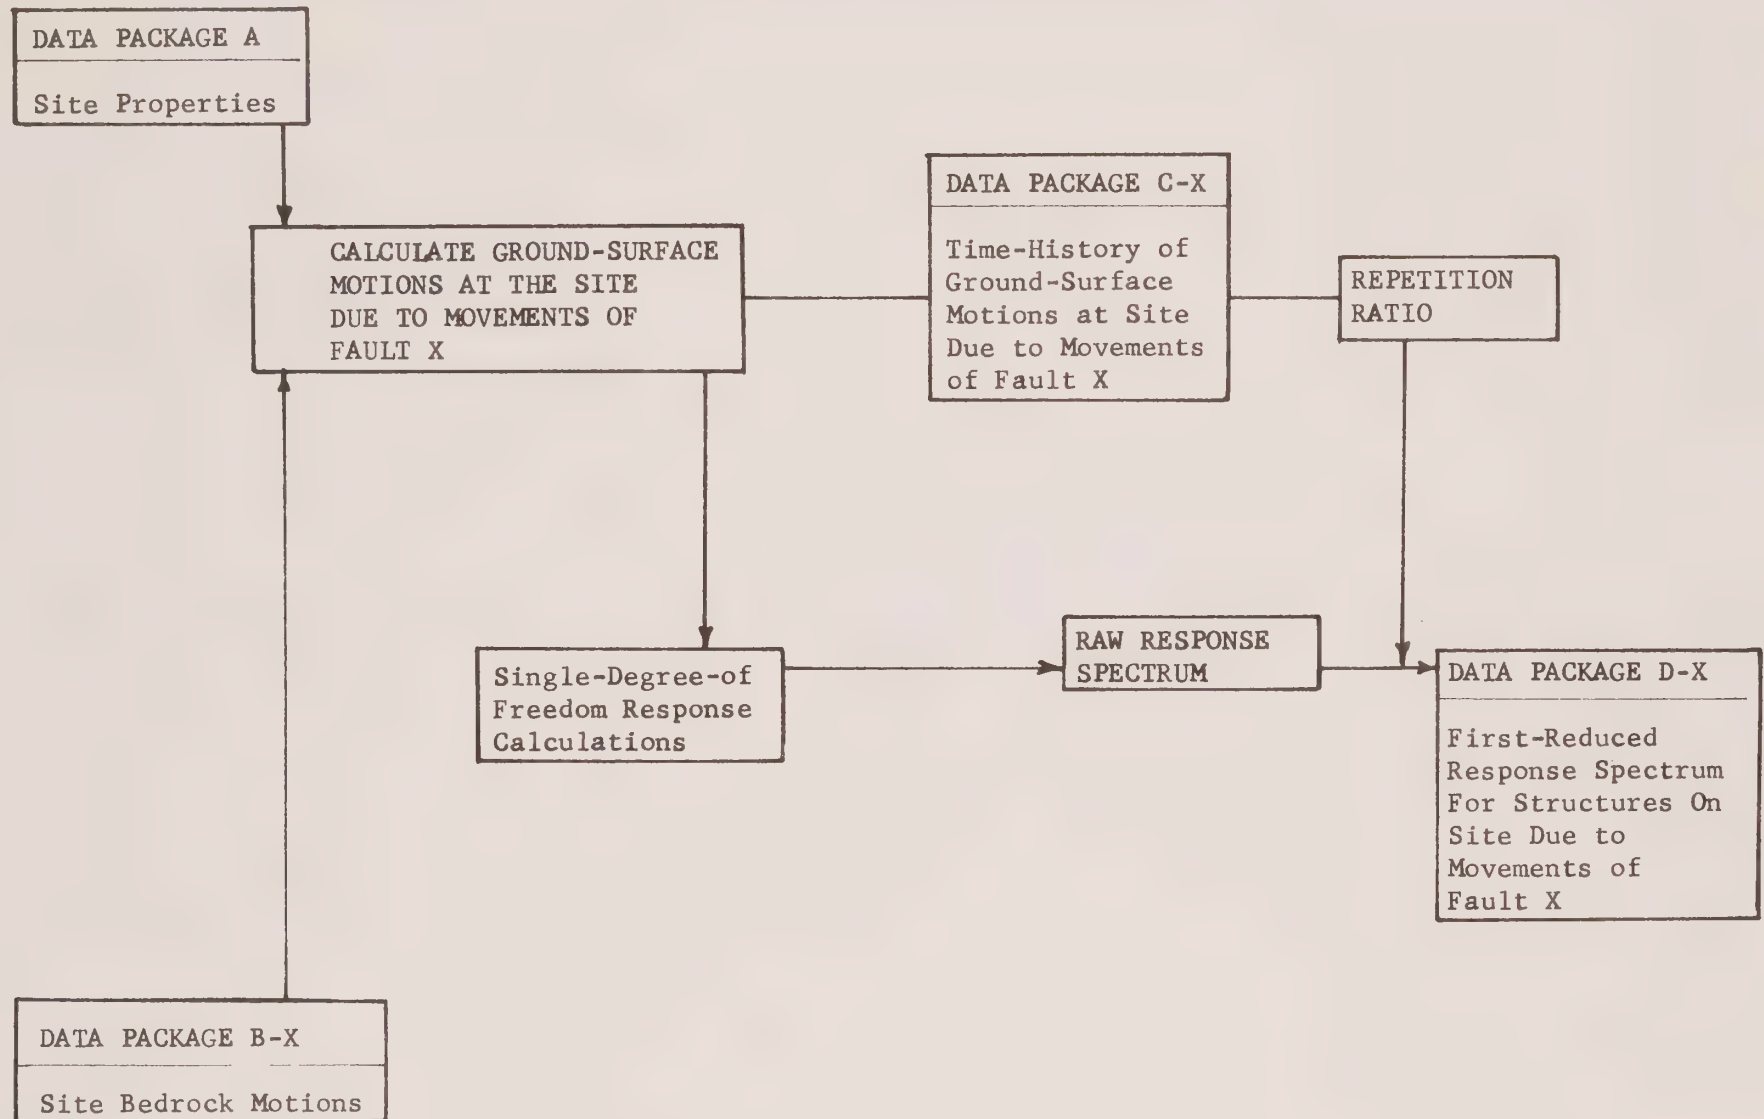 DATA PACKAGE A
Site Properties
CALCULATE GROUND-SURFACE
MOTIONS AT THE SITE
DUE TO MOVEMENTS OF
FAULT X
DATA PACKAGE C-X
Time-History of
Ground-Surface
Motions at Site
Due to Movements
of Fault X
REPETITION
RATIO
Single-Degree-of
Freedom Response
Calculations
RAW RESPONSE
SPECTRUM
DATA PACKAGE D-X
First-Reduced
Response Spectrum
For Structures On
Site Due to
Movements of
Fault X
DATA PACKAGE B-X
Site Bedrock Motions